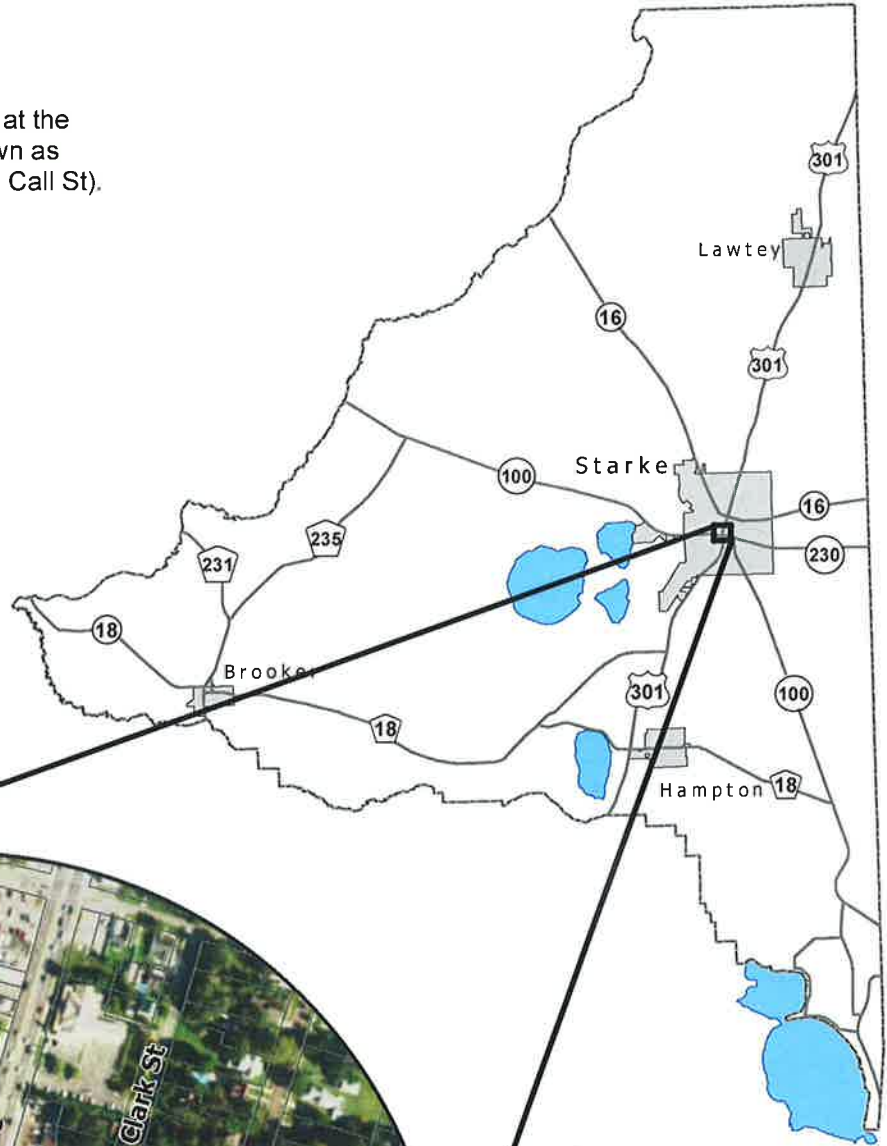 at the
wn as
Call St).
301
Lawtey
16
301
Starke
100
16
235
231
230
18
Brooker
301
100
18
Hampton
18
Clark St